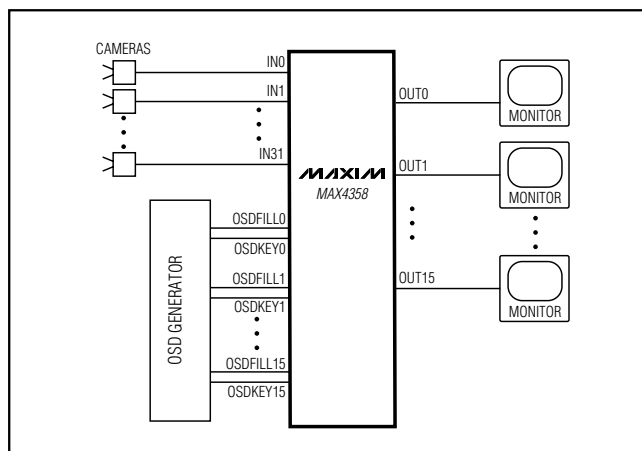 CAMERAS
IN0
IN1
IN31
OSDFILL0
OSDKEY0
OSDFILL1
OSDKEY1
OSDFILL15
OSDKEY15
OSD GENERATOR
MAXIM
MAX4358
OUT0
OUT1
OUT15
MONITOR
MONITOR
MONITOR